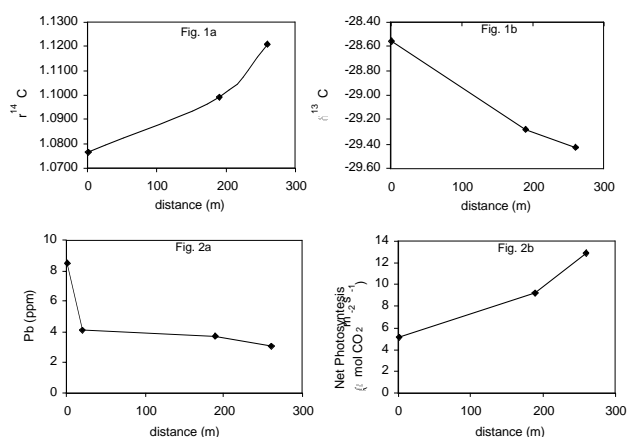 Fig. 1a
1.1300
1.1200
1.1100
1.1000
1.0900
1.0800
1.0700
r14 C
0 100 200 300
distance (m)
Fig. 1b
-28.40
-28.60
-28.80
-29.00
-29.20
-29.40
-29.60
13 C
0 100 200 300
distance (m)
Fig. 2a
10
8
6
4
2
0
Pb (ppm)
0 100 200 300
distance (m)
Fig. 2b
14
12
10
8
6
4
2
0
Net Photosyntesis
mol CO2 m-2s-1)
0 100 200 300
distance (m)